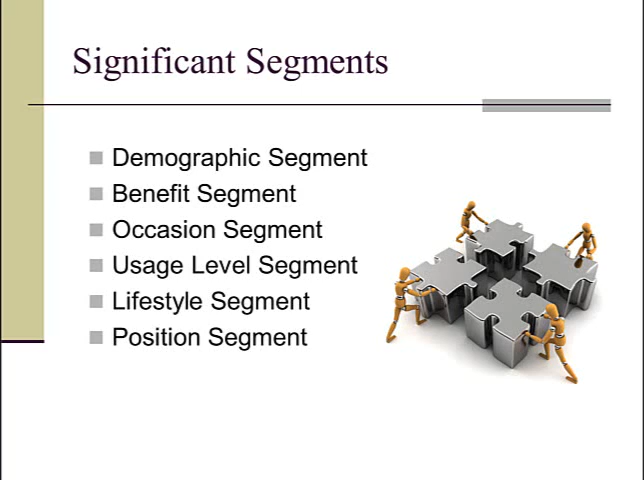 Significant Segments
Demographic Segment
Benefit Segment
Occasion Segment
Usage Level Segment
Lifestyle Segment
Position Segment